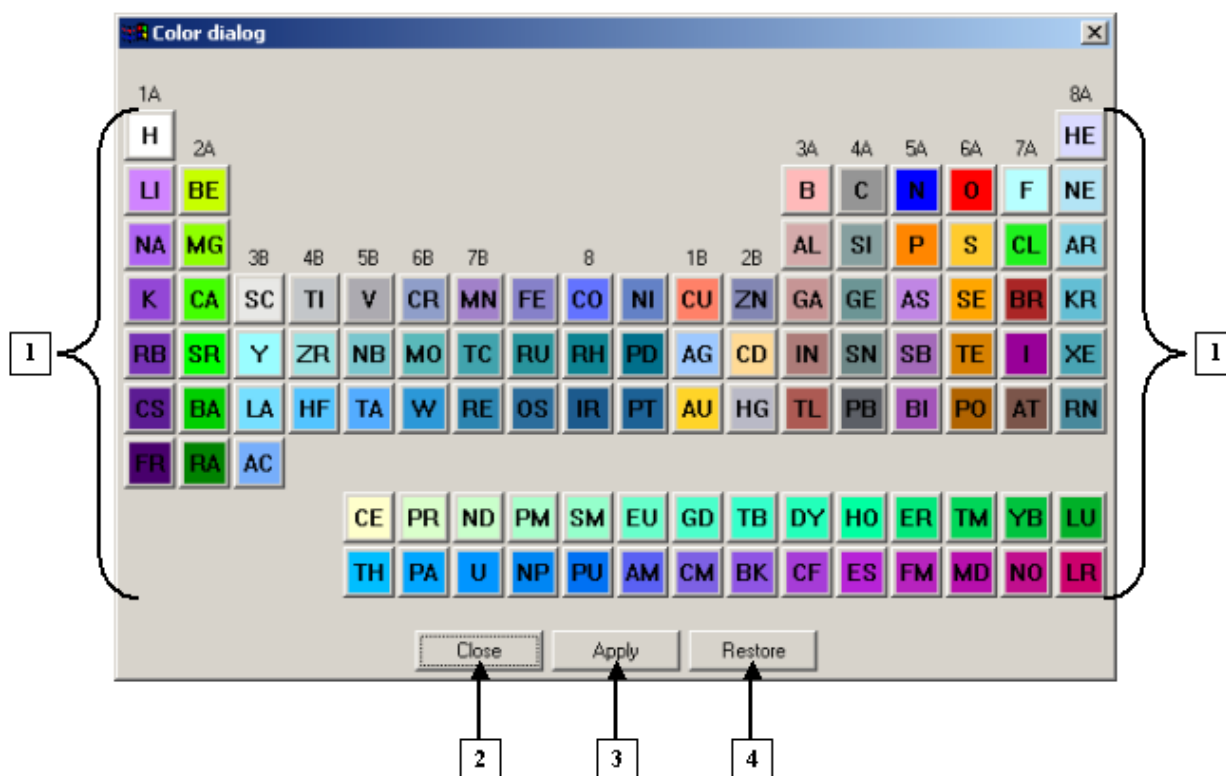 Color dialog
1A 8A
H HE
2A 3A 4A 5A 6A 7A
LI BE B C N O F NE
NA MG AL SI P S CL AR
3B 4B 5B 6B 7B 8 1B 2B
K CA SC TI V CR MN FE CO NI CU ZN GA GE AS SE BR KR
1 RB SR Y ZR NB MO TC RU RH PD AG CD IN SN SB TE I XE 1
CS BA LA HF TA W RE OS IR PT AU HG TL PB BI PO AT RN
FR RA AC
CE PR ND PM SM EU GD TB DY HO ER TM YB LU
TH PA U NP PU AM CM BK CF ES FM MD NO LR
Close Apply Restore
2 3 4